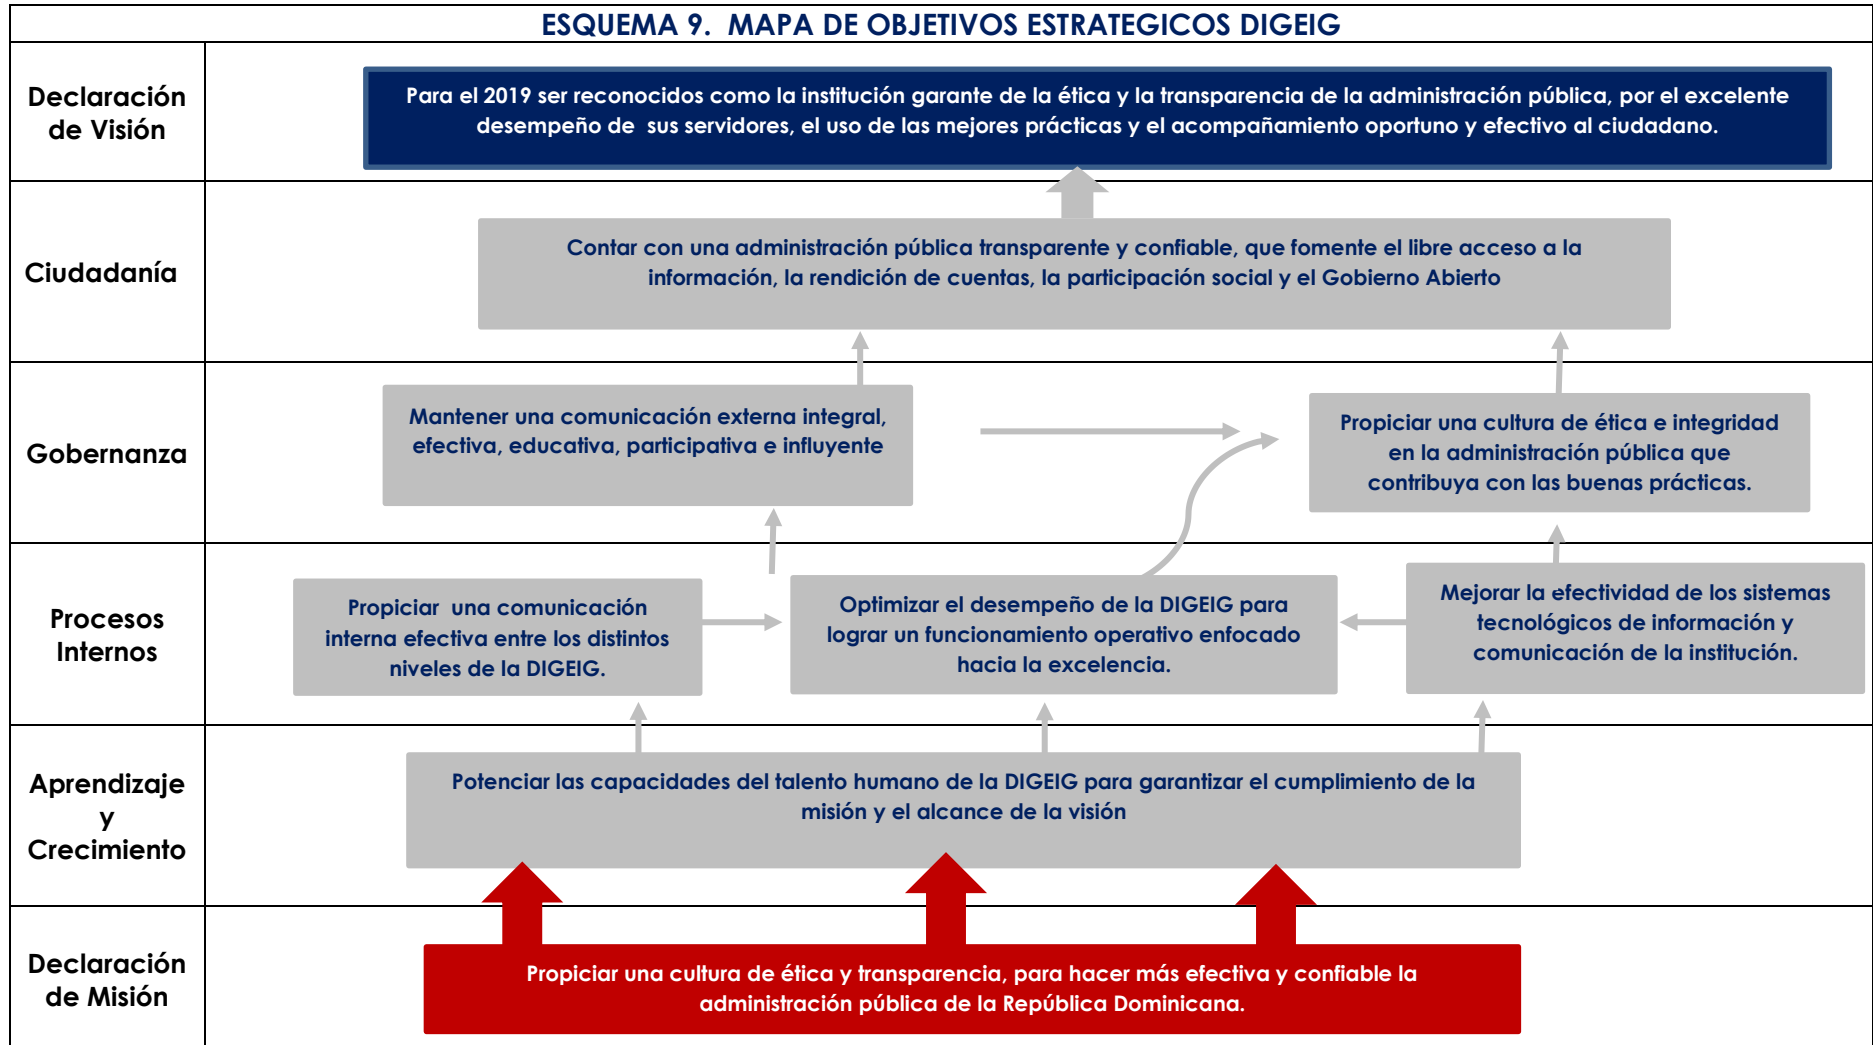 ESQUEMA 9. MAPA DE OBJETIVOS ESTRATEGICOS DIGEIG
Declaración
de Visión
Para el 2019 ser reconocidos como la institución garante de la ética y la transparencia de la administración pública, por el excelente
desempeño de sus servidores, el uso de las mejores prácticas y el acompañamiento oportuno y efectivo al ciudadano.
Ciudadanía
Contar con una administración pública transparente y confiable, que fomente el libre acceso a la
información, la rendición de cuentas, la participación social y el Gobierno Abierto
Gobernanza
Mantener una comunicación externa integral,
efectiva, educativa, participativa e influyente
Propiciar una cultura de ética e integridad
en la administración pública que
contribuya con las buenas prácticas.
Procesos
Internos
Propiciar una comunicación
interna efectiva entre los distintos
niveles de la DIGEIG.
Optimizar el desempeño de la DIGEIG para
lograr un funcionamiento operativo enfocado
hacia la excelencia.
Mejorar la efectividad de los sistemas
tecnológicos de información y
comunicación de la institución.
Aprendizaje
y
Crecimiento
Potenciar las capacidades del talento humano de la DIGEIG para garantizar el cumplimiento de la
misión y el alcance de la visión
Declaración
de Misión
Propiciar una cultura de ética y transparencia, para hacer más efectiva y confiable la
administración pública de la República Dominicana.